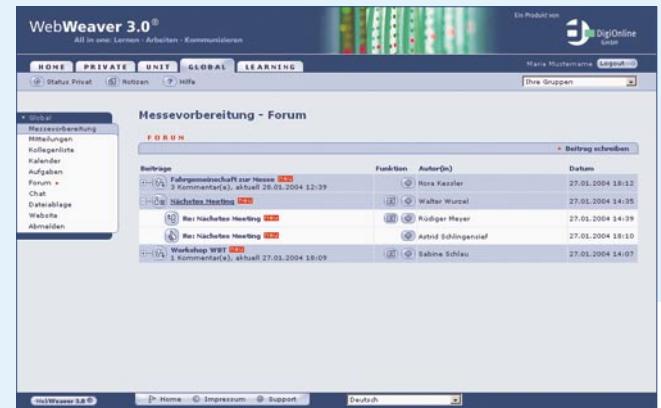 WebWeaver 3.0®
All in one: Lernen - Arbeiten - Kommunizieren
Ein Produkt von
DigiOnline
GmbH
HOME PRIVATE UNIT GLOBAL LEARNING
Maria Mustermame Logout
Status Privat Notizen ? Hilfe
Ihre Gruppen
Global
Messevorbereitung
Mitteilungen
Kollegenliste
Kalender
Aufgaben
Forum
Chat
Dateiablage
Website
Abmelden
Messevorbereitung - Forum
FORUM
Beitrag schreiben
Beiträge Funktion Autor(in) Datum
Fahrgemeinschaft zur Messe neu Nora Kessler 27.01.2004 18:12
3 Kommentar(e), aktuell 28.01.2004 12:39
Nächstes Meeting neu Walter Wurzel 27.01.2004 14:35
Re: Nächstes Meeting neu Rüdiger Meyer 27.01.2004 14:39
Re: Nächstes Meeting neu Astrid Schlingensief 27.01.2004 18:10
Workshop WBT neu Sabine Schlau 27.01.2004 14:07
1 Kommentar(e), aktuell 27.01.2004 18:09
WebWeaver 3.0 ©
Home © Impressum @ Support
Deutsch